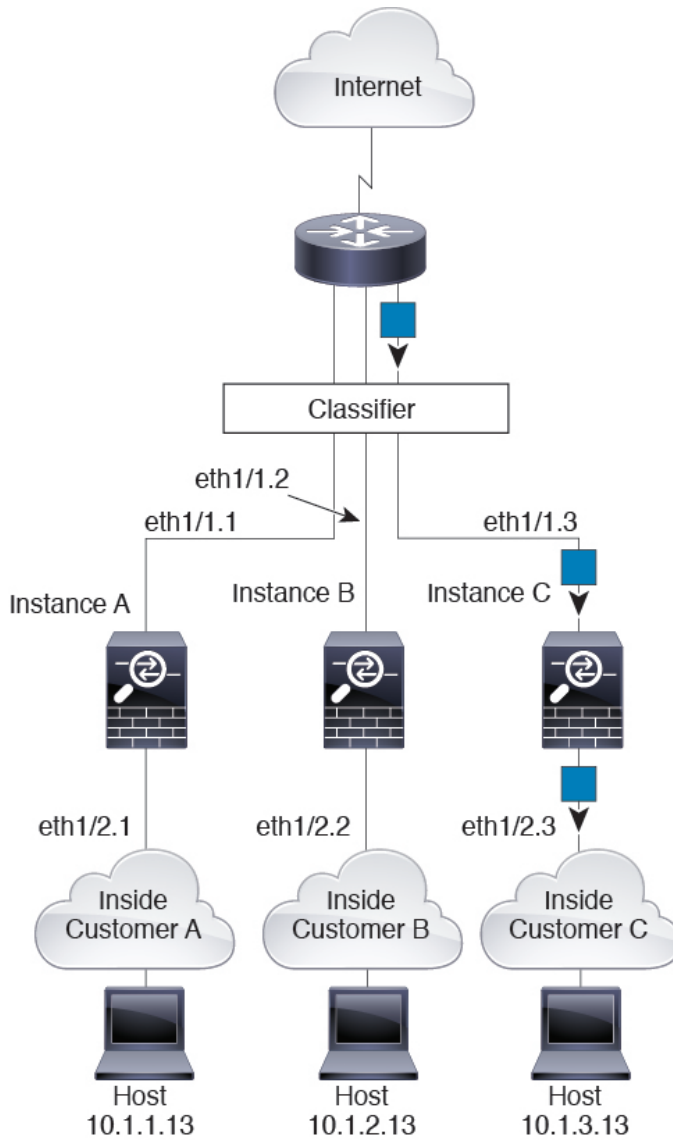 Internet
Classifier
eth1/1.2
eth1/1.1
eth1/1.3
Instance A
Instance B
Instance C
eth1/2.1
eth1/2.2
eth1/2.3
Inside
Customer A
Inside
Customer B
Inside
Customer C
Host
10.1.1.13
Host
10.1.2.13
Host
10.1.3.13